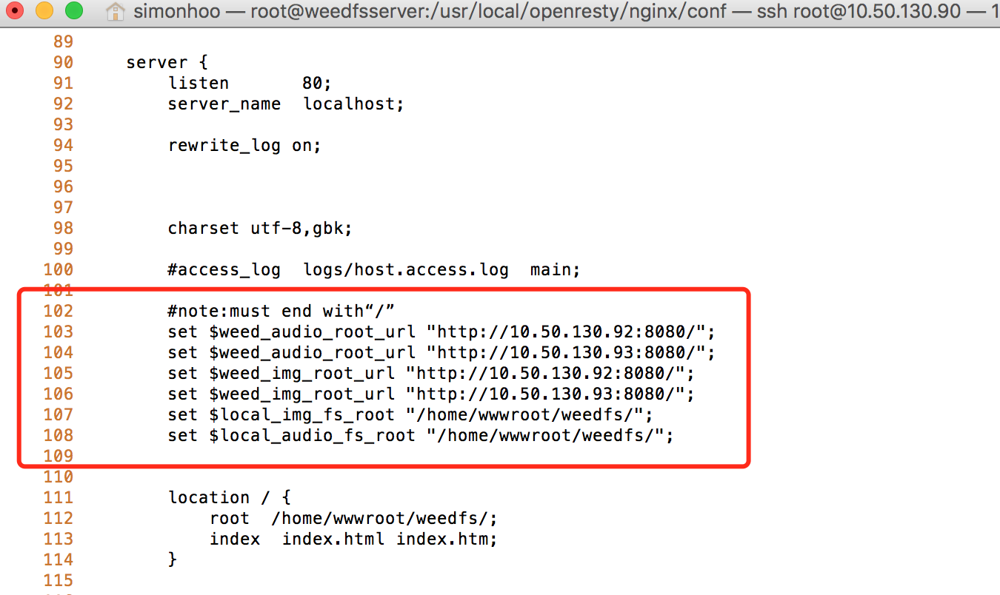 simonhoo — root@weedfsserver:/usr/local/openresty/nginx/conf — ssh root@10.50.130.90 — 1
89
90 server {
91 listen 80;
92 server_name localhost;
93
94 rewrite_log on;
95
96
97
98 charset utf-8,gbk;
99
100 #access_log logs/host.access.log main;
101
102 #note:must end with“/”
103 set $weed_audio_root_url "http://10.50.130.92:8080/";
104 set $weed_audio_root_url "http://10.50.130.93:8080/";
105 set $weed_img_root_url "http://10.50.130.92:8080/";
106 set $weed_img_root_url "http://10.50.130.93:8080/";
107 set $local_img_fs_root "/home/wwwroot/weedfs/";
108 set $local_audio_fs_root "/home/wwwroot/weedfs/";
109
110
111 location / {
112 root /home/wwwroot/weedfs/;
113 index index.html index.htm;
114 }
115